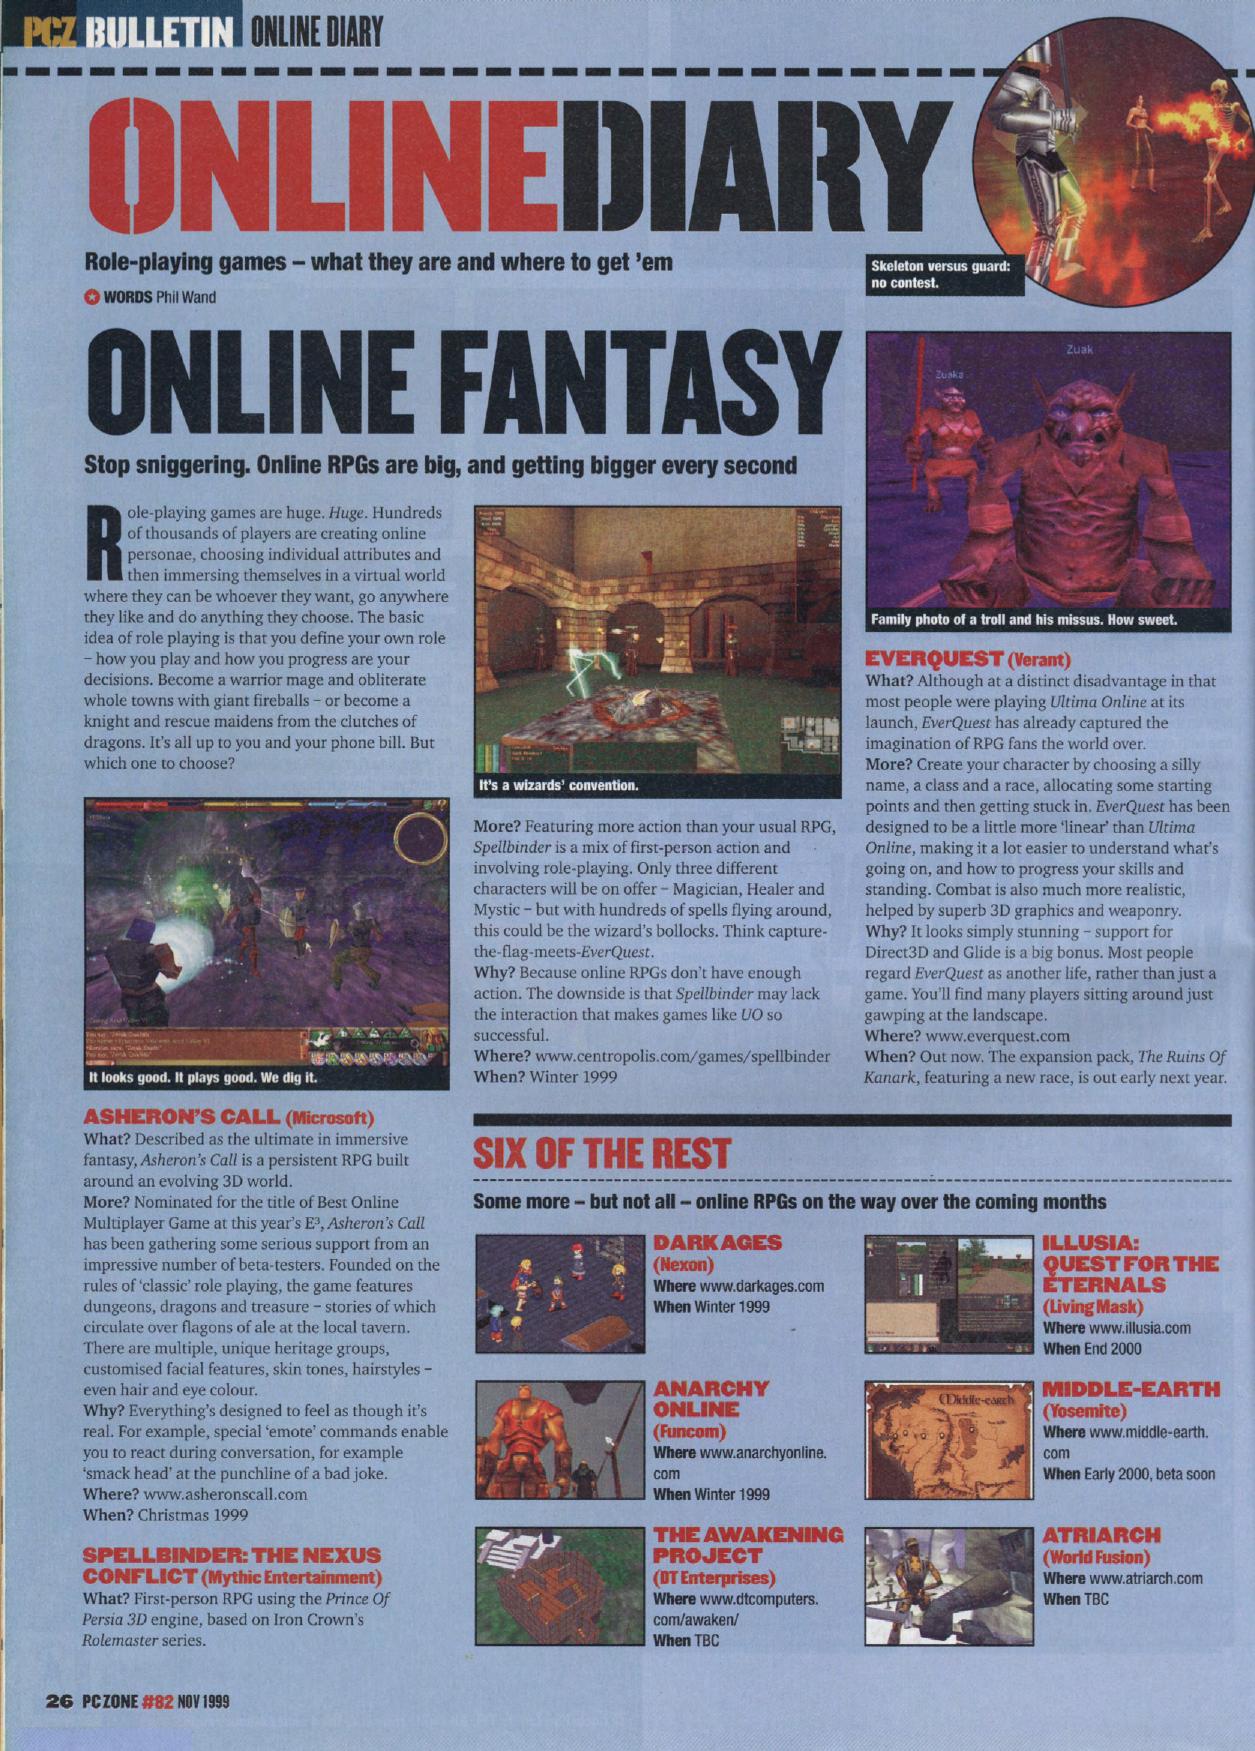 PCZ BULLETIN ONLINE DIARY
ONLINEDIARY
Role-playing games – what they are and where to get 'em
WORDS Phil Wand
Skeleton versus guard:
no contest.
ONLINE FANTASY
Stop sniggering. Online RPGs are big, and getting bigger every second
Role-playing games are huge. Huge. Hundreds
of thousands of players are creating online
personae, choosing individual attributes and
then immersing themselves in a virtual world
where they can be whoever they want, go anywhere
they like and do anything they choose. The basic
idea of role playing is that you define your own role
– how you play and how you progress are your
decisions. Become a warrior mage and obliterate
whole towns with giant fireballs – or become a
knight and rescue maidens from the clutches of
dragons. It's all up to you and your phone bill. But
which one to choose?
It looks good. It plays good. We dig it.
ASHERON'S CALL (Microsoft)
What? Described as the ultimate in immersive
fantasy, Asheron's Call is a persistent RPG built
around an evolving 3D world.
More? Nominated for the title of Best Online
Multiplayer Game at this year's E³, Asheron's Call
has been gathering some serious support from an
impressive number of beta-testers. Founded on the
rules of 'classic' role playing, the game features
dungeons, dragons and treasure – stories of which
circulate over flagons of ale at the local tavern.
There are multiple, unique heritage groups,
customised facial features, skin tones, hairstyles –
even hair and eye colour.
Why? Everything's designed to feel as though it's
real. For example, special 'emote' commands enable
you to react during conversation, for example
'smack head' at the punchline of a bad joke.
Where? www.asheronscall.com
When? Christmas 1999
SPELLBINDER: THE NEXUS
CONFLICT (Mythic Entertainment)
What? First-person RPG using the Prince Of
Persia 3D engine, based on Iron Crown's
Rolemaster series.
It's a wizards' convention.
More? Featuring more action than your usual RPG,
Spellbinder is a mix of first-person action and
involving role-playing. Only three different
characters will be on offer – Magician, Healer and
Mystic – but with hundreds of spells flying around,
this could be the wizard's bollocks. Think capture-
the-flag-meets-EverQuest.
Why? Because online RPGs don't have enough
action. The downside is that Spellbinder may lack
the interaction that makes games like UO so
successful.
Where? www.centropolis.com/games/spellbinder
When? Winter 1999
Zuak
Zuaka
Family photo of a troll and his missus. How sweet.
EVERQUEST (Verant)
What? Although at a distinct disadvantage in that
most people were playing Ultima Online at its
launch, EverQuest has already captured the
imagination of RPG fans the world over.
More? Create your character by choosing a silly
name, a class and a race, allocating some starting
points and then getting stuck in. EverQuest has been
designed to be a little more 'linear' than Ultima
Online, making it a lot easier to understand what's
going on, and how to progress your skills and
standing. Combat is also much more realistic,
helped by superb 3D graphics and weaponry.
Why? It looks simply stunning – support for
Direct3D and Glide is a big bonus. Most people
regard EverQuest as another life, rather than just a
game. You'll find many players sitting around just
gawping at the landscape.
Where? www.everquest.com
When? Out now. The expansion pack, The Ruins Of
Kanark, featuring a new race, is out early next year.
SIX OF THE REST
Some more – but not all – online RPGs on the way over the coming months
DARK AGES
(Nexon)
Where www.darkages.com
When Winter 1999
ANARCHY
ONLINE
(Funcom)
Where www.anarchyonline.
com
When Winter 1999
THE AWAKENING
PROJECT
(DT Enterprises)
Where www.dtcomputers.
com/awaken/
When TBC
ILLUSIA:
QUEST FOR THE
ETERNALS
(Living Mask)
Where www.illusia.com
When End 2000
Middle-earth
MIDDLE-EARTH
(Yosemite)
Where www.middle-earth.
com
When Early 2000, beta soon
ATRIARCH
(World Fusion)
Where www.atriarch.com
When TBC
26 PC ZONE #82 NOV 1999